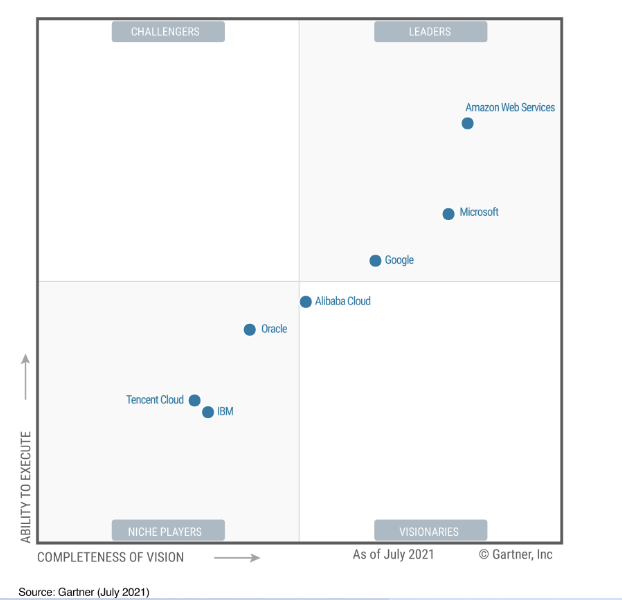 CHALLENGERS
LEADERS
Amazon Web Services
Microsoft
Google
Alibaba Cloud
Oracle
Tencent Cloud
IBM
ABILITY TO EXECUTE
NICHE PLAYERS
VISIONARIES
COMPLETENESS OF VISION
As of July 2021
© Gartner, Inc
Source: Gartner (July 2021)